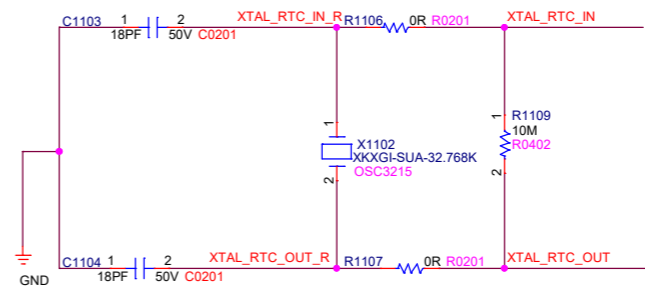 XTAL_RTC_IN_R XTAL_RTC_IN
C1103 1 2 R1106 0R R0201
18PF 50V C0201
1 1 R1109
10M
X1102 R0402
XKXGI-SUA-32.768K
OSC3215
2 2
XTAL_RTC_OUT_R XTAL_RTC_OUT
C1104 1 2 R1107 0R R0201
18PF 50V C0201
GND